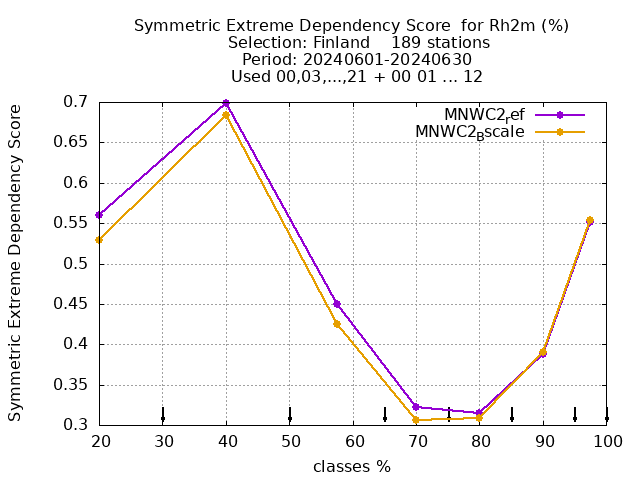 Symmetric Extreme Dependency Score for Rh2m (%)
Selection: Finland 189 stations
Period: 20240601-20240630
Used 00,03,...,21 + 00 01 ... 12
MNWC2ref
MNWC2Bscale
Symmetric Extreme Dependency Score
0.7
0.65
0.6
0.55
0.5
0.45
0.4
0.35
0.3
20 30 40 50 60 70 80 90 100
classes %